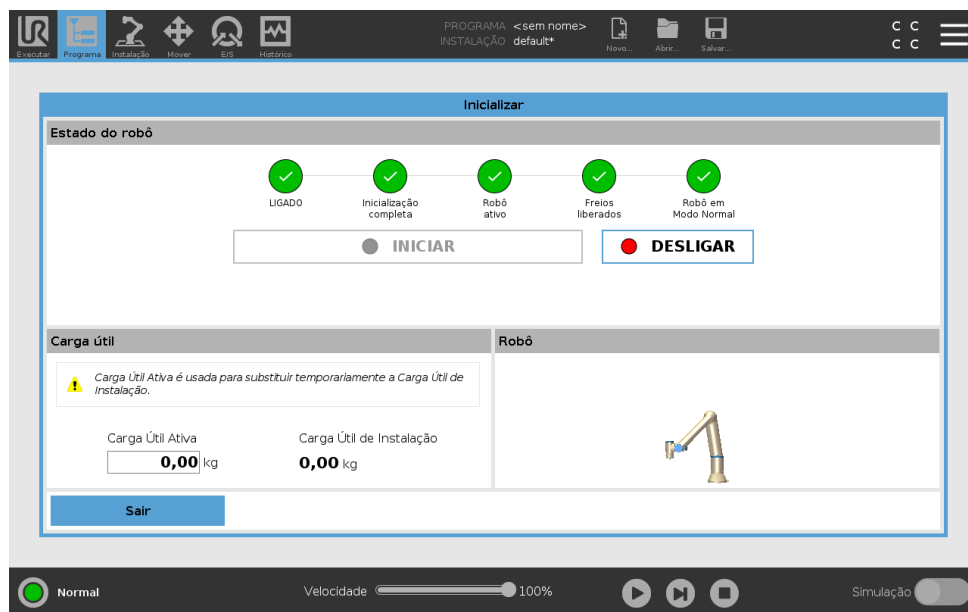 UR
Executar
Programa
Instalação
Mover
E/S
Histórico
PROGRAMA <sem nome>
INSTALAÇÃO default*
Novo...
Abrir...
Salvar...
C C
C C
Inicializar
Estado do robô
LIGADO
Inicialização
completa
Robô
ativo
Freios
liberados
Robô em
Modo Normal
INICIAR
DESLIGAR
Carga útil
Carga Útil Ativa é usada para substituir temporariamente a Carga Útil de
Instalação.
Carga Útil Ativa
0,00 kg
Carga Útil de Instalação
0,00 kg
Robô
Sair
Normal
Velocidade
100%
Simulação